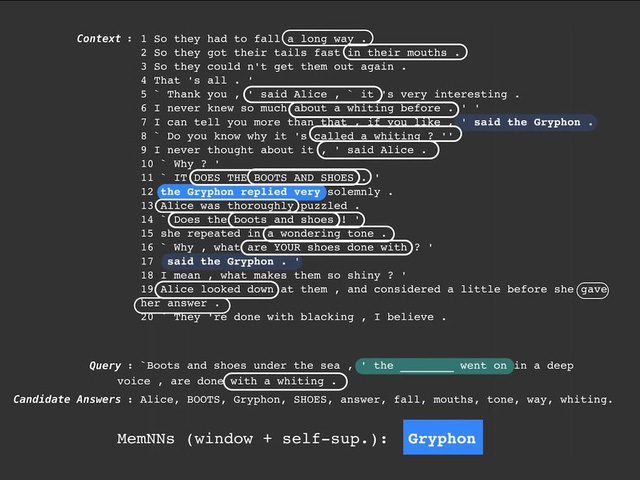 Context : 1 So they had to fall a long way .
2 So they got their tails fast in their mouths .
3 So they could n't get them out again .
4 That 's all . '
5 ` Thank you , ' said Alice , ` it 's very interesting .
6 I never knew so much about a whiting before . ' '
7 I can tell you more than that , if you like , ' said the Gryphon .
8 ` Do you know why it 's called a whiting ? ''
9 I never thought about it , ' said Alice .
10 ` Why ? '
11 ` IT DOES THE BOOTS AND SHOES . '
12 the Gryphon replied very solemnly .
13 Alice was thoroughly puzzled .
14 ` Does the boots and shoes ! '
15 she repeated in a wondering tone .
16 ` Why , what are YOUR shoes done with ? '
17 said the Gryphon . '
18 I mean , what makes them so shiny ? '
19 Alice looked down at them , and considered a little before she gave
her answer .
20 ` They 're done with blacking , I believe .
Query : `Boots and shoes under the sea , ' the ________ went on in a deep
voice , are done with a whiting .
Candidate Answers : Alice, BOOTS, Gryphon, SHOES, answer, fall, mouths, tone, way, whiting.
MemNNs (window + self-sup.): Gryphon